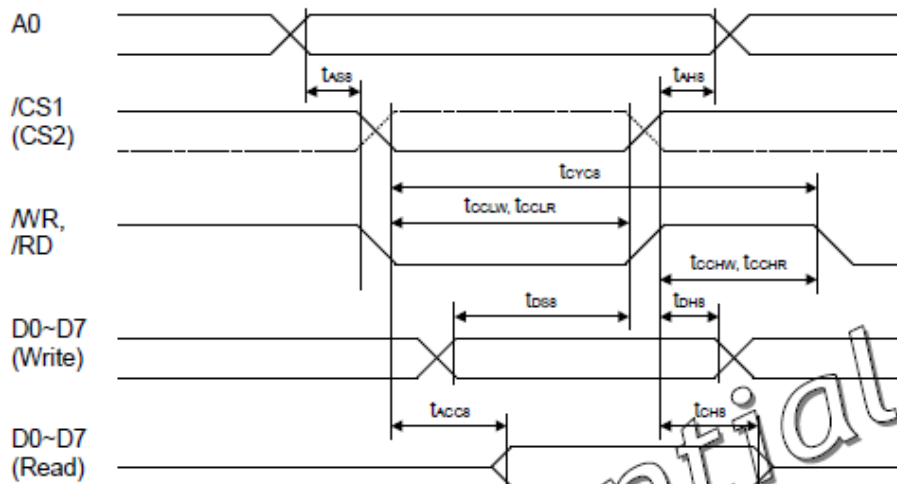 A0
tAS8
tAH8
/CS1
(CS2)
tCYC8
/WR,
/RD
tCCLW, tCCLR
tCCHW, tCCHR
tDS8
tDH8
D0~D7
(Write)
tACC8
tCH8
D0~D7
(Read)
ntial